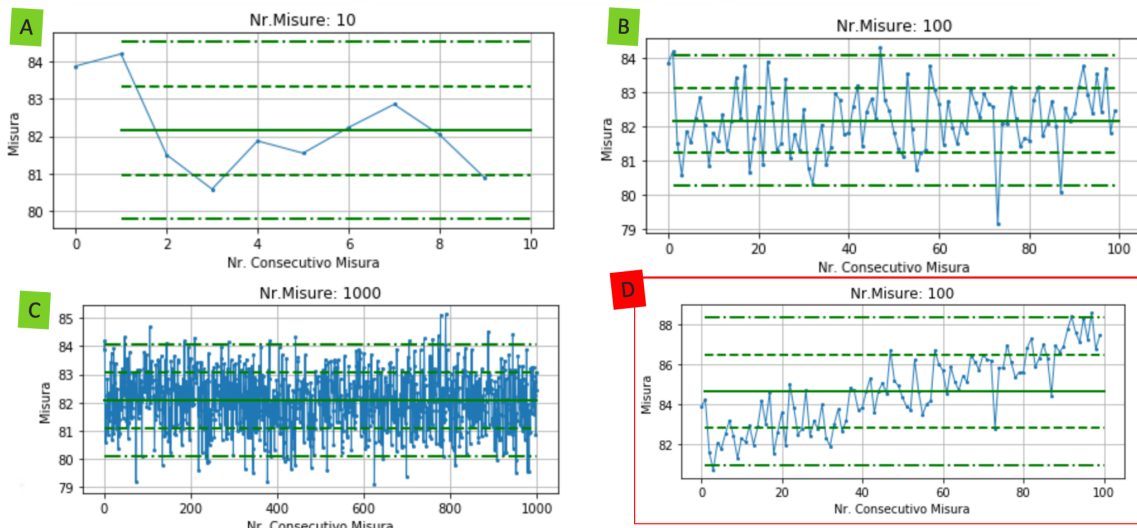 A
Nr.Misure: 10
84
83
82
81
80
Misura
0 2 4 6 8 10
Nr. Consecutivo Misura
B
Nr.Misure: 100
84
83
82
81
80
79
Misura
0 20 40 60 80 100
Nr. Consecutivo Misura
C
Nr.Misure: 1000
85
84
83
82
81
80
79
Misura
0 200 400 600 800 1000
Nr. Consecutivo Misura
D
Nr.Misure: 100
88
86
84
82
Misura
0 20 40 60 80 100
Nr. Consecutivo Misura